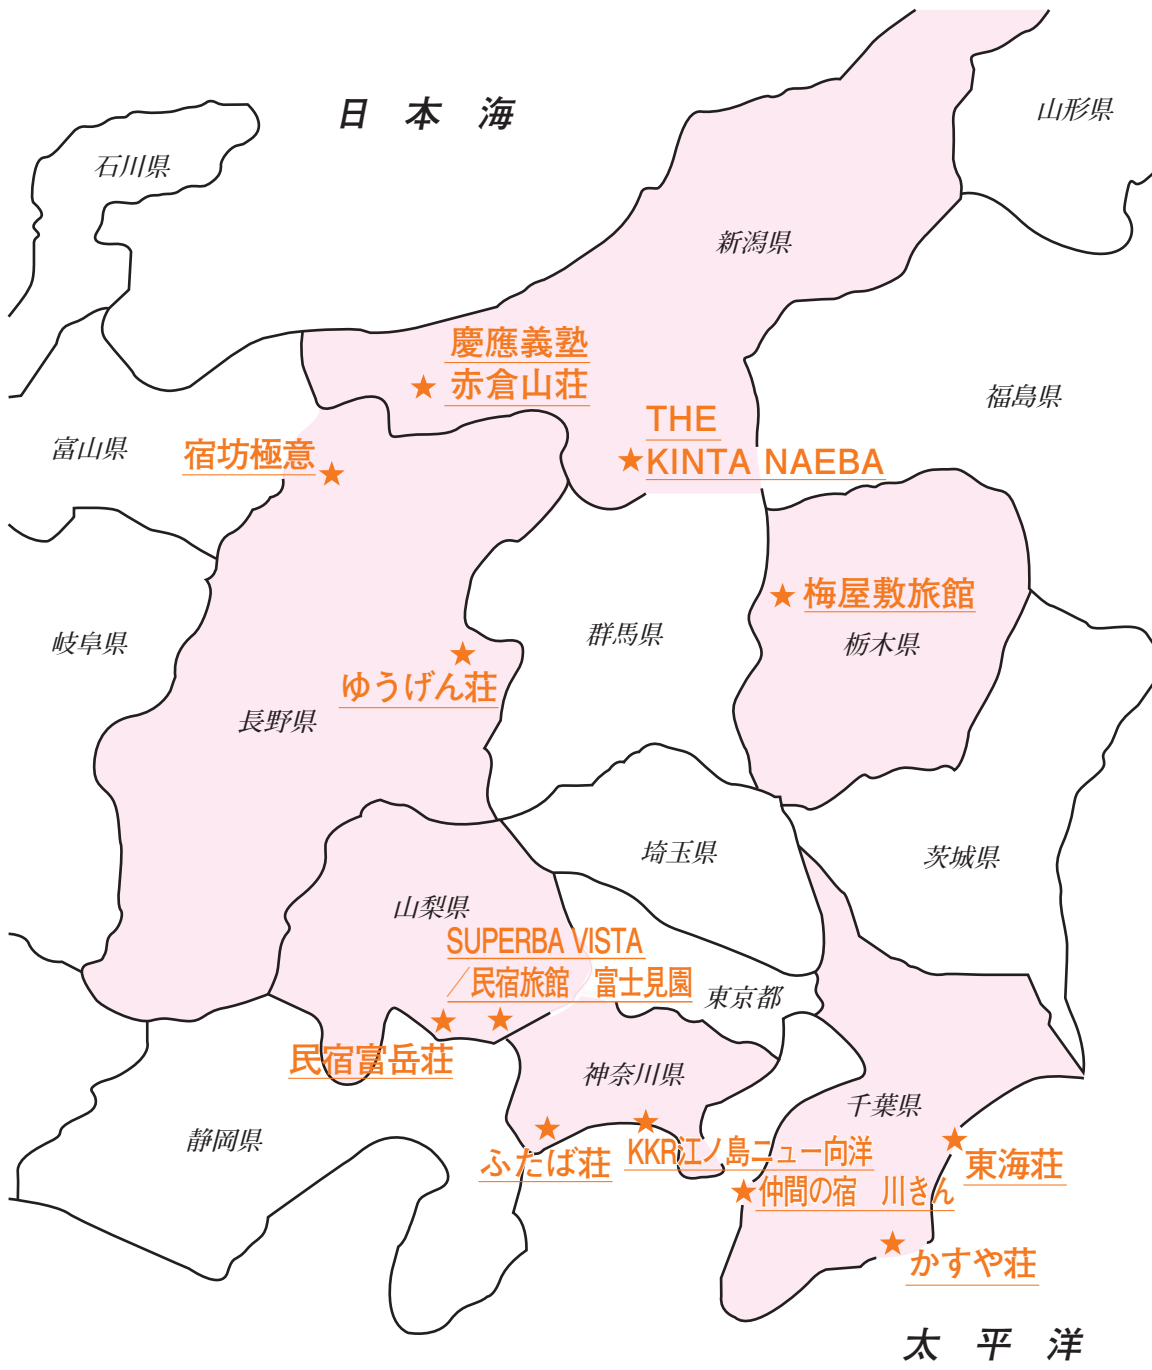 日本海
山形県
石川県
新潟県
慶應義塾
赤倉山荘
福島県
THE
KINTA NAEBA
富山県
宿坊極意
梅屋敷旅館
岐阜県
群馬県
栃木県
ゆうげん荘
長野県
埼玉県
茨城県
山梨県
SUPERBA VISTA
／民宿旅館　富士見園
東京都
民宿富岳荘
神奈川県
千葉県
静岡県
ふたば荘
KKR江ノ島ニュー向洋
東海荘
仲間の宿　川きん
かすや荘
太平洋